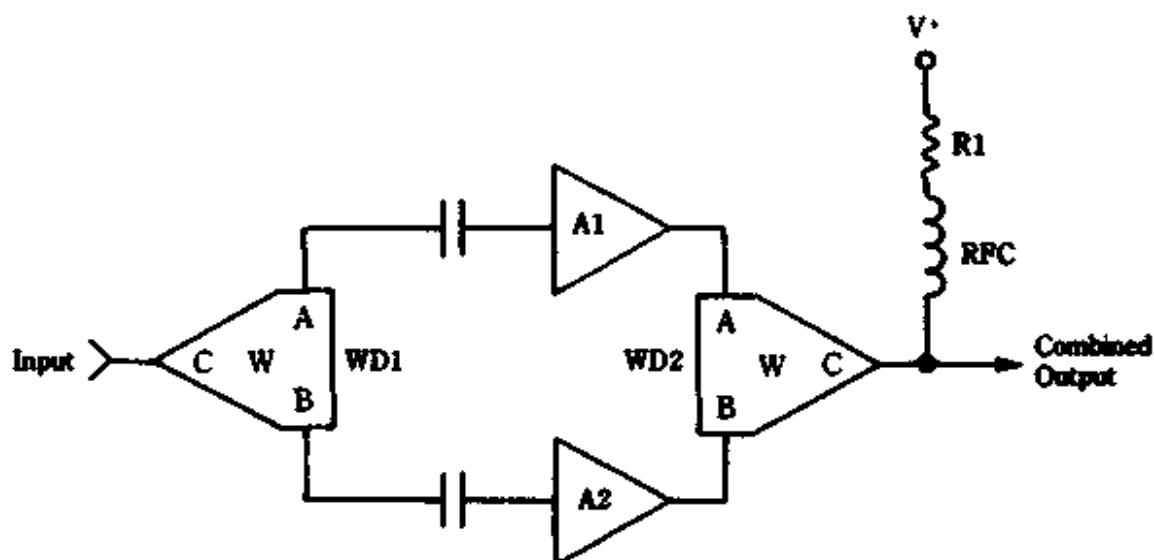 V+
R1
RFC
A1
A
C W WD1
B
Input
A
WD2 W C
B
Combined
Output
A2